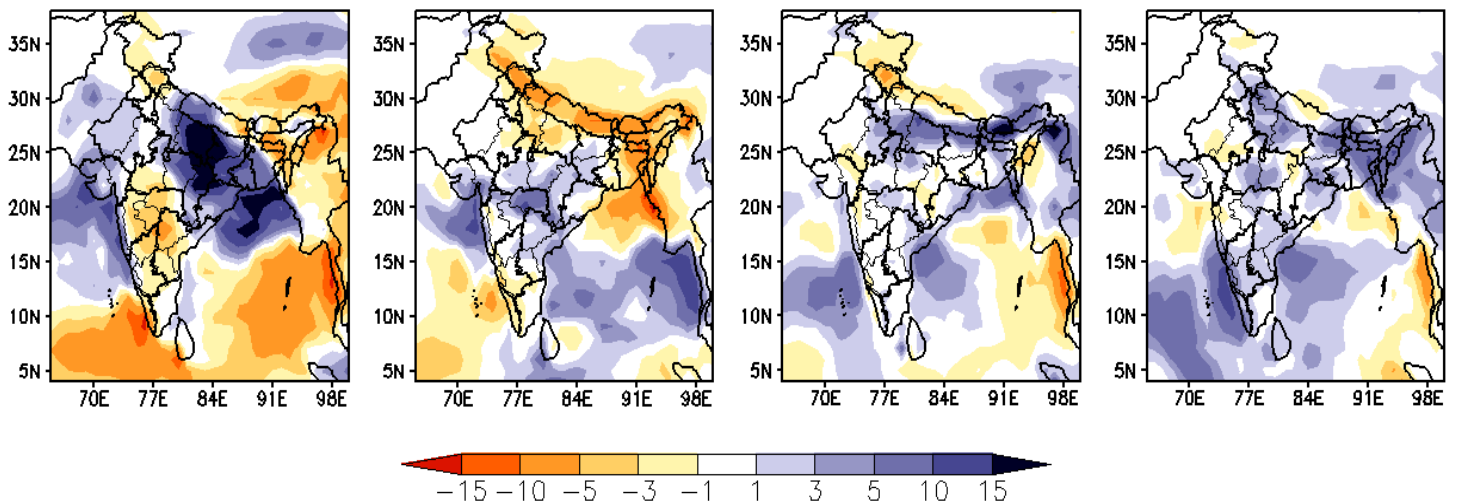 35N 35N 35N 35N
30N 30N 30N 30N
25N 25N 25N 25N
20N 20N 20N 20N
15N 15N 15N 15N
10N 10N 10N 10N
5N 5N 5N 5N
70E 77E 84E 91E 98E 70E 77E 84E 91E 98E 70E 77E 84E 91E 98E 70E 77E 84E 91E 98E
−15 −10 −5 −3 −1 1 3 5 10 15